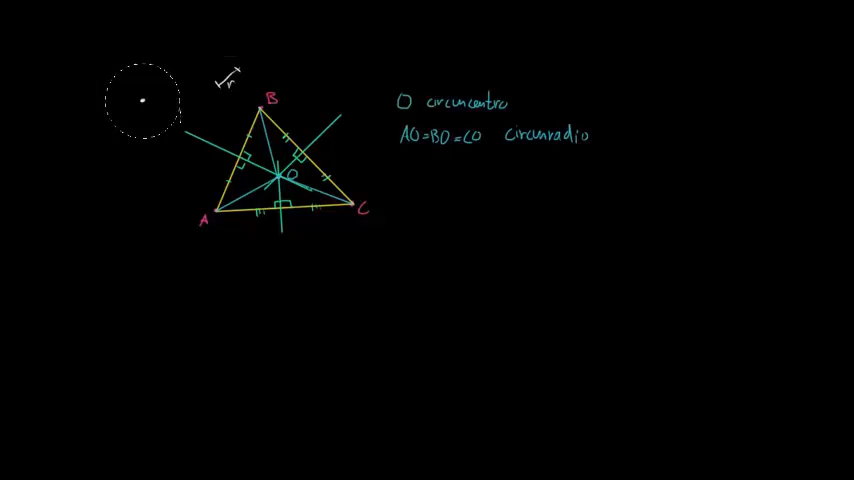 r
B
O circuncentro
AO=BO=CO circunradio
O
A
C